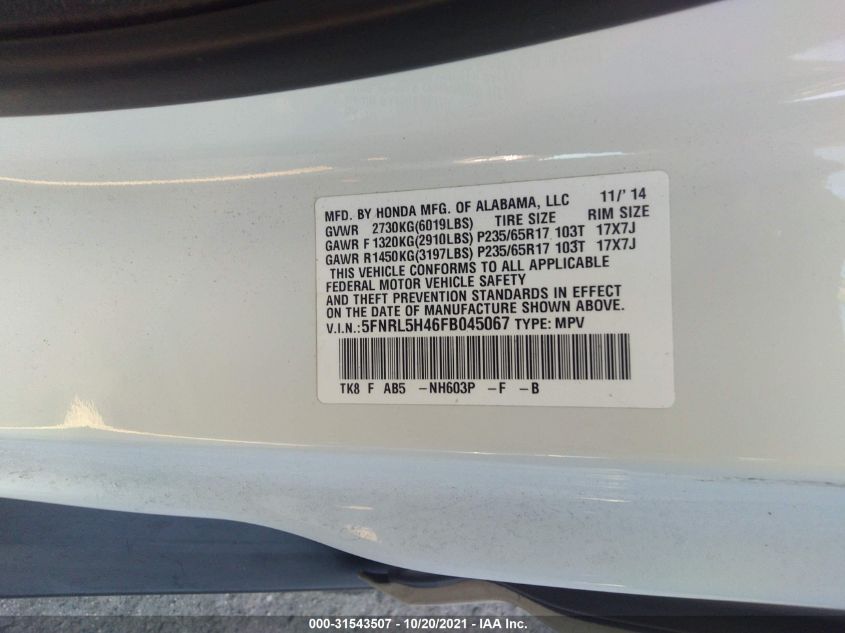 MFD. BY HONDA MFG. OF ALABAMA, LLC 11/' 14
GVWR 2730KG(6019LBS) TIRE SIZE RIM SIZE
GAWR F 1320KG(2910LBS) P235/65R17 103T 17X7J
GAWR R1450KG(3197LBS) P235/65R17 103T 17X7J
THIS VEHICLE CONFORMS TO ALL APPLICABLE
FEDERAL MOTOR VEHICLE SAFETY
AND THEFT PREVENTION STANDARDS IN EFFECT
ON THE DATE OF MANUFACTURE SHOWN ABOVE.
V.I.N.:5FNRL5H46FB045067 TYPE: MPV
TK8 F AB5 -NH603P -F -B
000-31543507 - 10/20/2021 - IAA Inc.